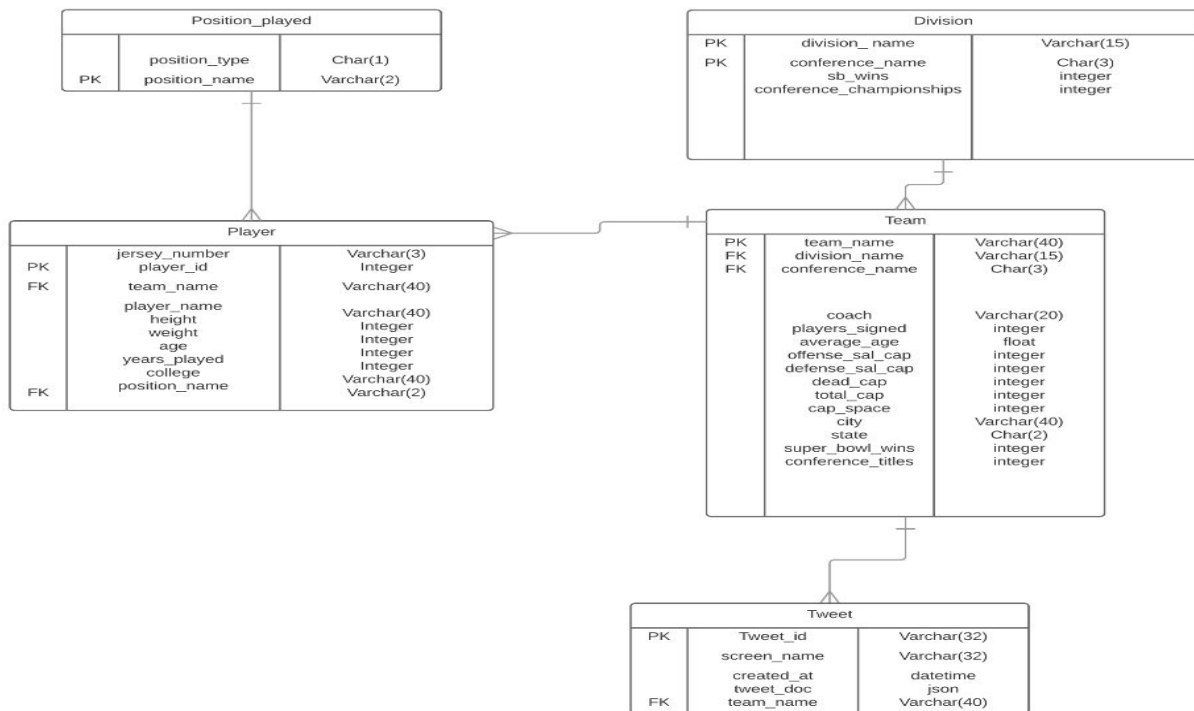 Position_played
position_type Char(1)
PK position_name Varchar(2)
Division
PK division_ name Varchar(15)
PK conference_name Char(3)
sb_wins integer
conference_championships integer
Player
jersey_number Varchar(3)
PK player_id Integer
FK team_name Varchar(40)
player_name Varchar(40)
height Integer
weight Integer
age Integer
years_played Integer
college Varchar(40)
FK position_name Varchar(2)
Team
PK team_name Varchar(40)
FK division_name Varchar(15)
FK conference_name Char(3)
coach Varchar(20)
players_signed integer
average_age float
offense_sal_cap integer
defense_sal_cap integer
dead_cap integer
total_cap integer
cap_space integer
city Varchar(40)
state Char(2)
super_bowl_wins integer
conference_titles integer
Tweet
PK Tweet_id Varchar(32)
screen_name Varchar(32)
created_at datetime
tweet_doc json
FK team_name Varchar(40)